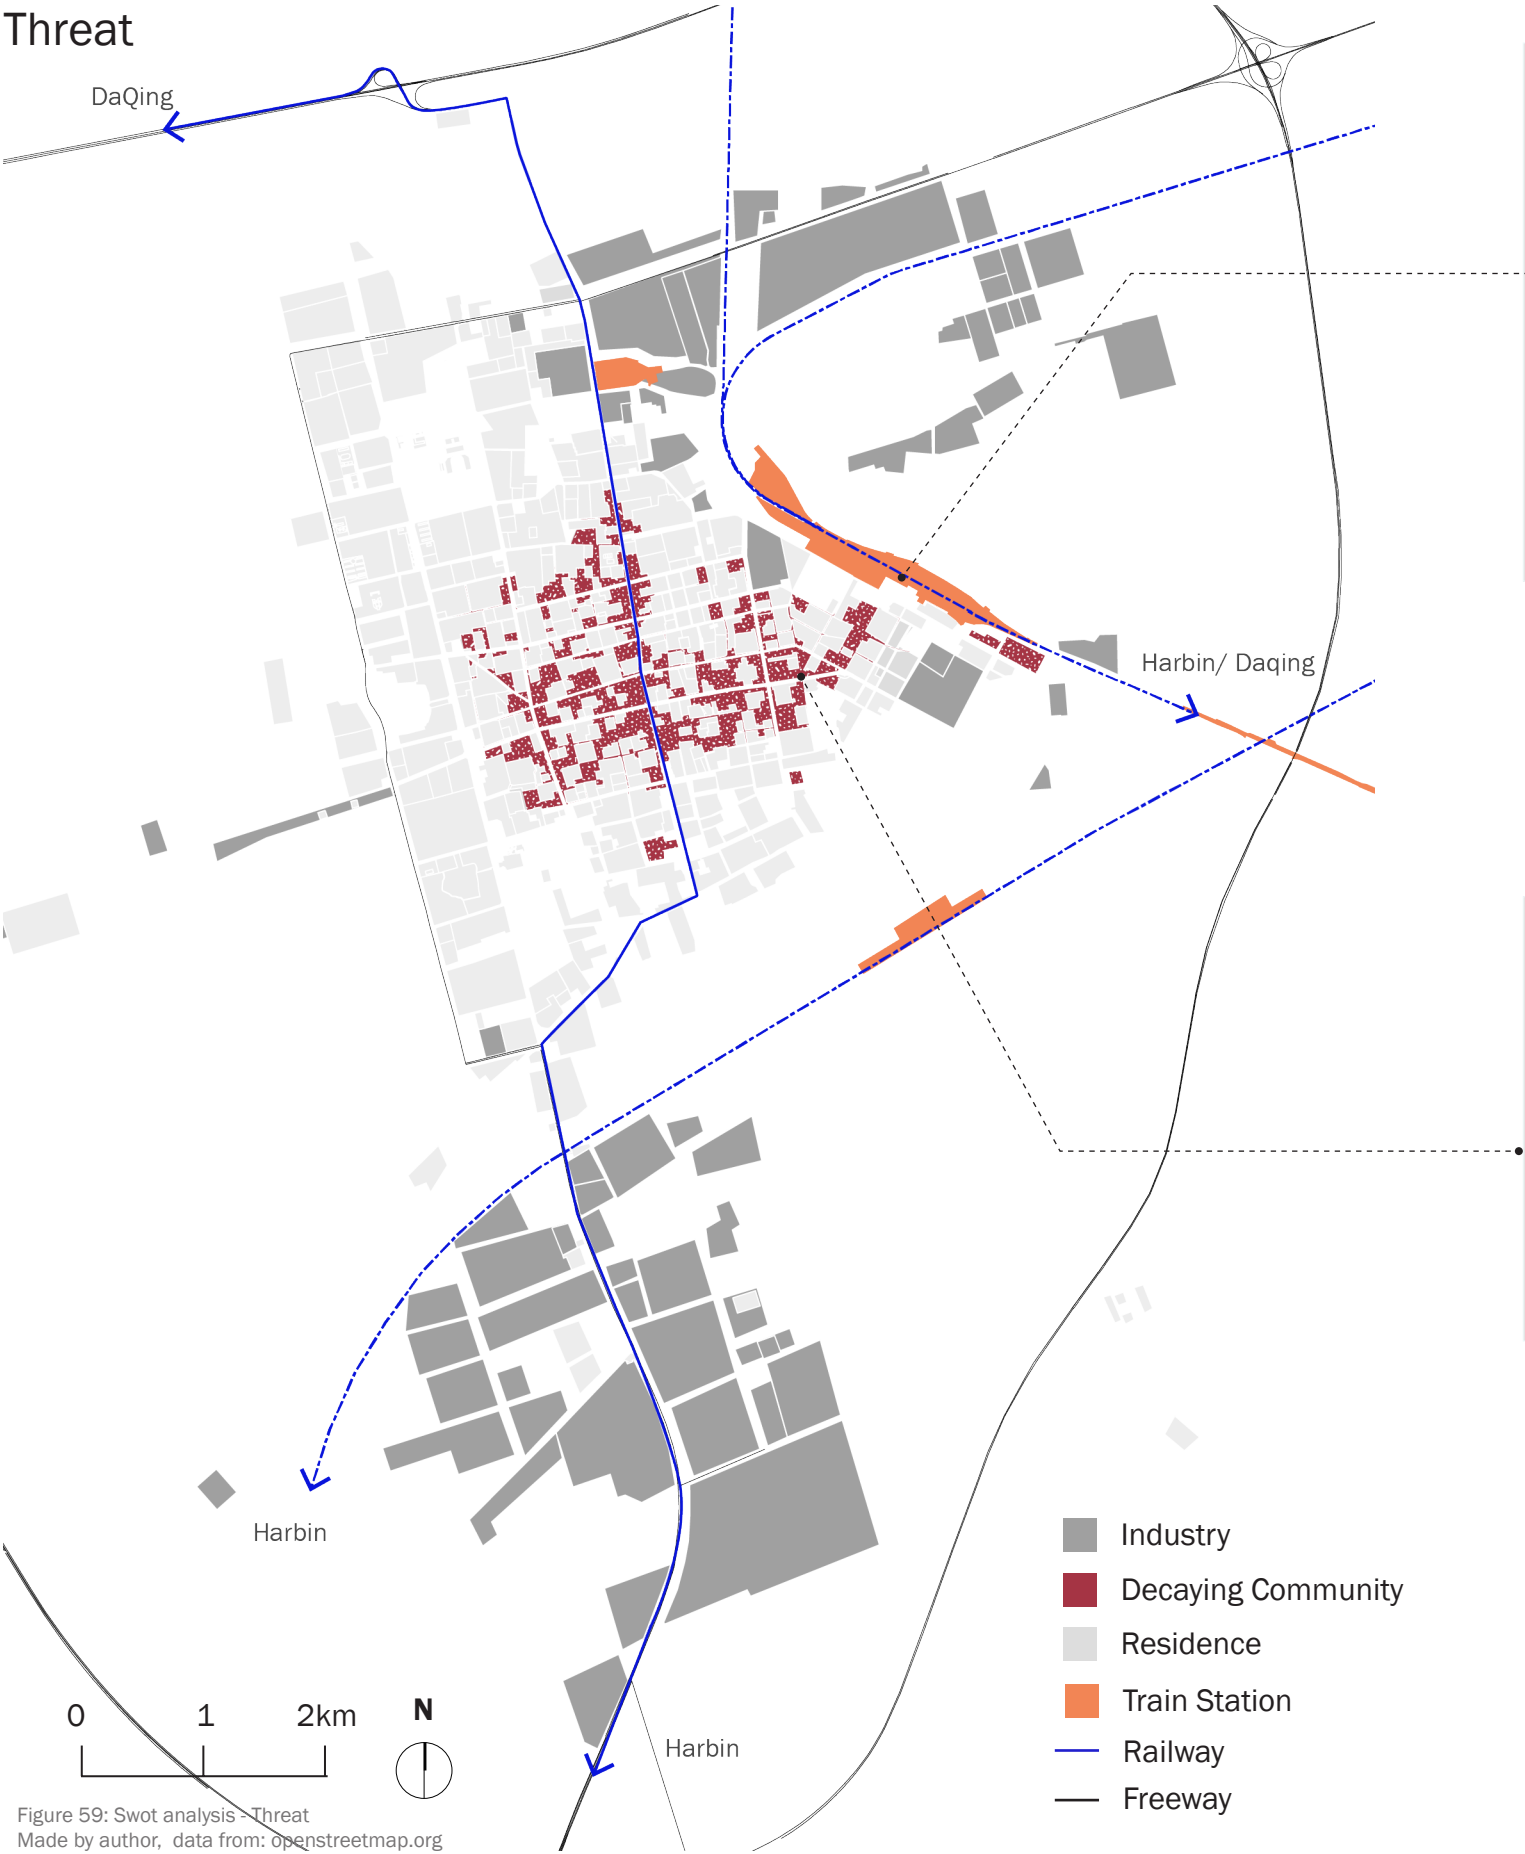 Threat
DaQing
Harbin/ Daqing
Harbin
Harbin
Industry
Decaying Community
Residence
Train Station
Railway
Freeway
0 1 2km
N
Figure 59: Swot analysis - Threat
Made by author, data from: openstreetmap.org